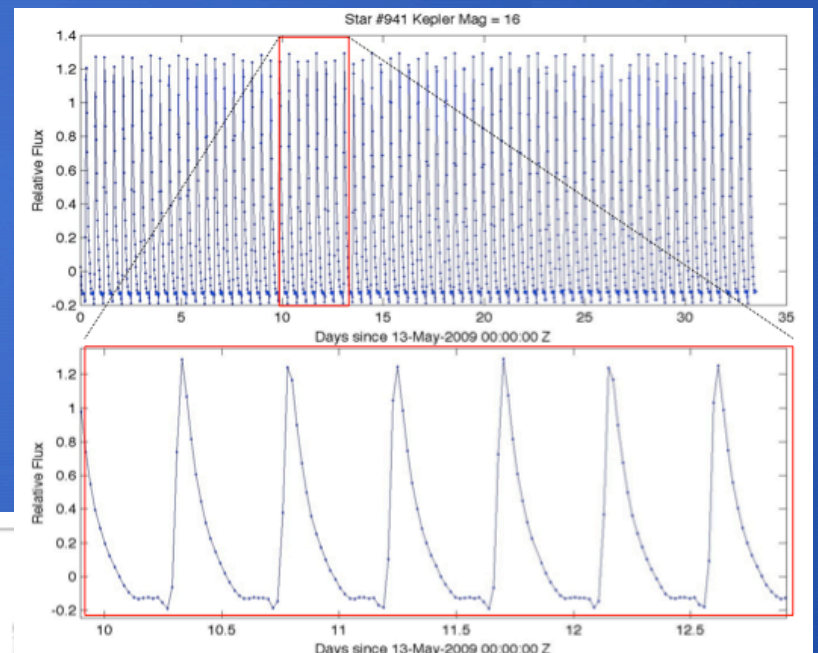 Star #941 Kepler Mag = 16
Relative Flux
1.4
1.2
1
0.8
0.6
0.4
0.2
0
-0.2
0 5 10 15 20 25 30 35
Days since 13-May-2009 00:00:00 Z
Relative Flux
1.2
1
0.8
0.6
0.4
0.2
0
-0.2
10 10.5 11 11.5 12 12.5
Days since 13-May-2009 00:00:00 Z